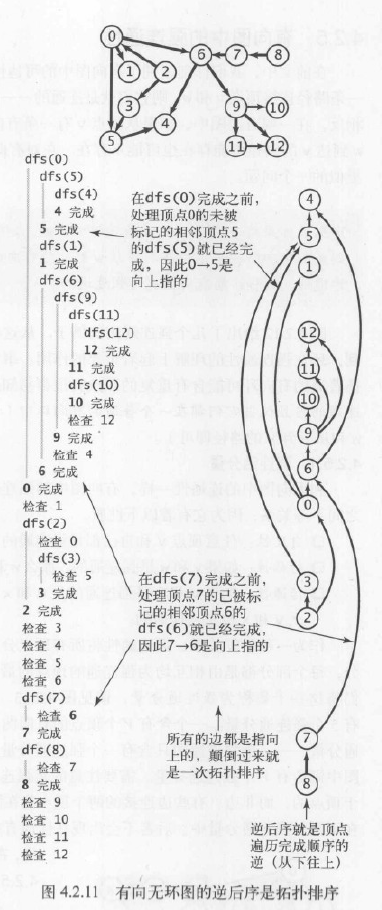 0
6
7
8
1
2
3
4
5
9
10
11
12
dfs(0)
dfs(5)
dfs(4)
4 完成
5 完成
dfs(1)
1 完成
dfs(6)
dfs(9)
dfs(11)
dfs(12)
12 完成
11 完成
dfs(10)
10 完成
检查 12
9 完成
检查 4
6 完成
0 完成
检查 1
dfs(2)
检查 0
dfs(3)
检查 5
3 完成
2 完成
检查 3
检查 4
检查 5
检查 6
dfs(7)
检查 6
7 完成
dfs(8)
检查 7
8 完成
检查 9
检查 10
检查 11
检查 12
在dfs(0)完成之前,
处理顶点0的未被
标记的相邻顶点5
的dfs(5)就已经完
成，因此0→5是
向上指的
在dfs(7)完成之前,
处理顶点7的已被标
记的相邻顶点6的
dfs(6)就已经完成,
因此7→6是向上指的
所有的边都是指向
上的，颠倒过来就
是一次拓扑排序
4
5
1
12
11
10
9
6
0
3
2
7
8
逆后序就是顶点
遍历完成顺序的
逆（从下往上）
图 4.2.11 有向无环图的逆后序是拓扑排序